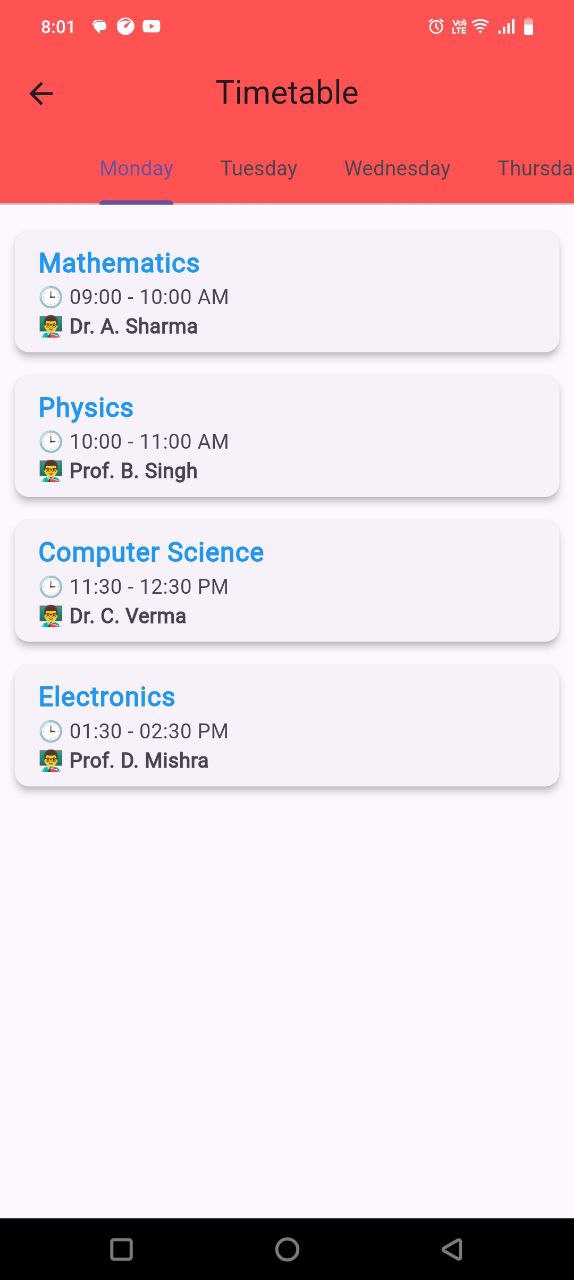 8:01
VoLTE
Timetable
Monday Tuesday Wednesday Thursda
Mathematics
09:00 - 10:00 AM
Dr. A. Sharma
Physics
10:00 - 11:00 AM
Prof. B. Singh
Computer Science
11:30 - 12:30 PM
Dr. C. Verma
Electronics
01:30 - 02:30 PM
Prof. D. Mishra